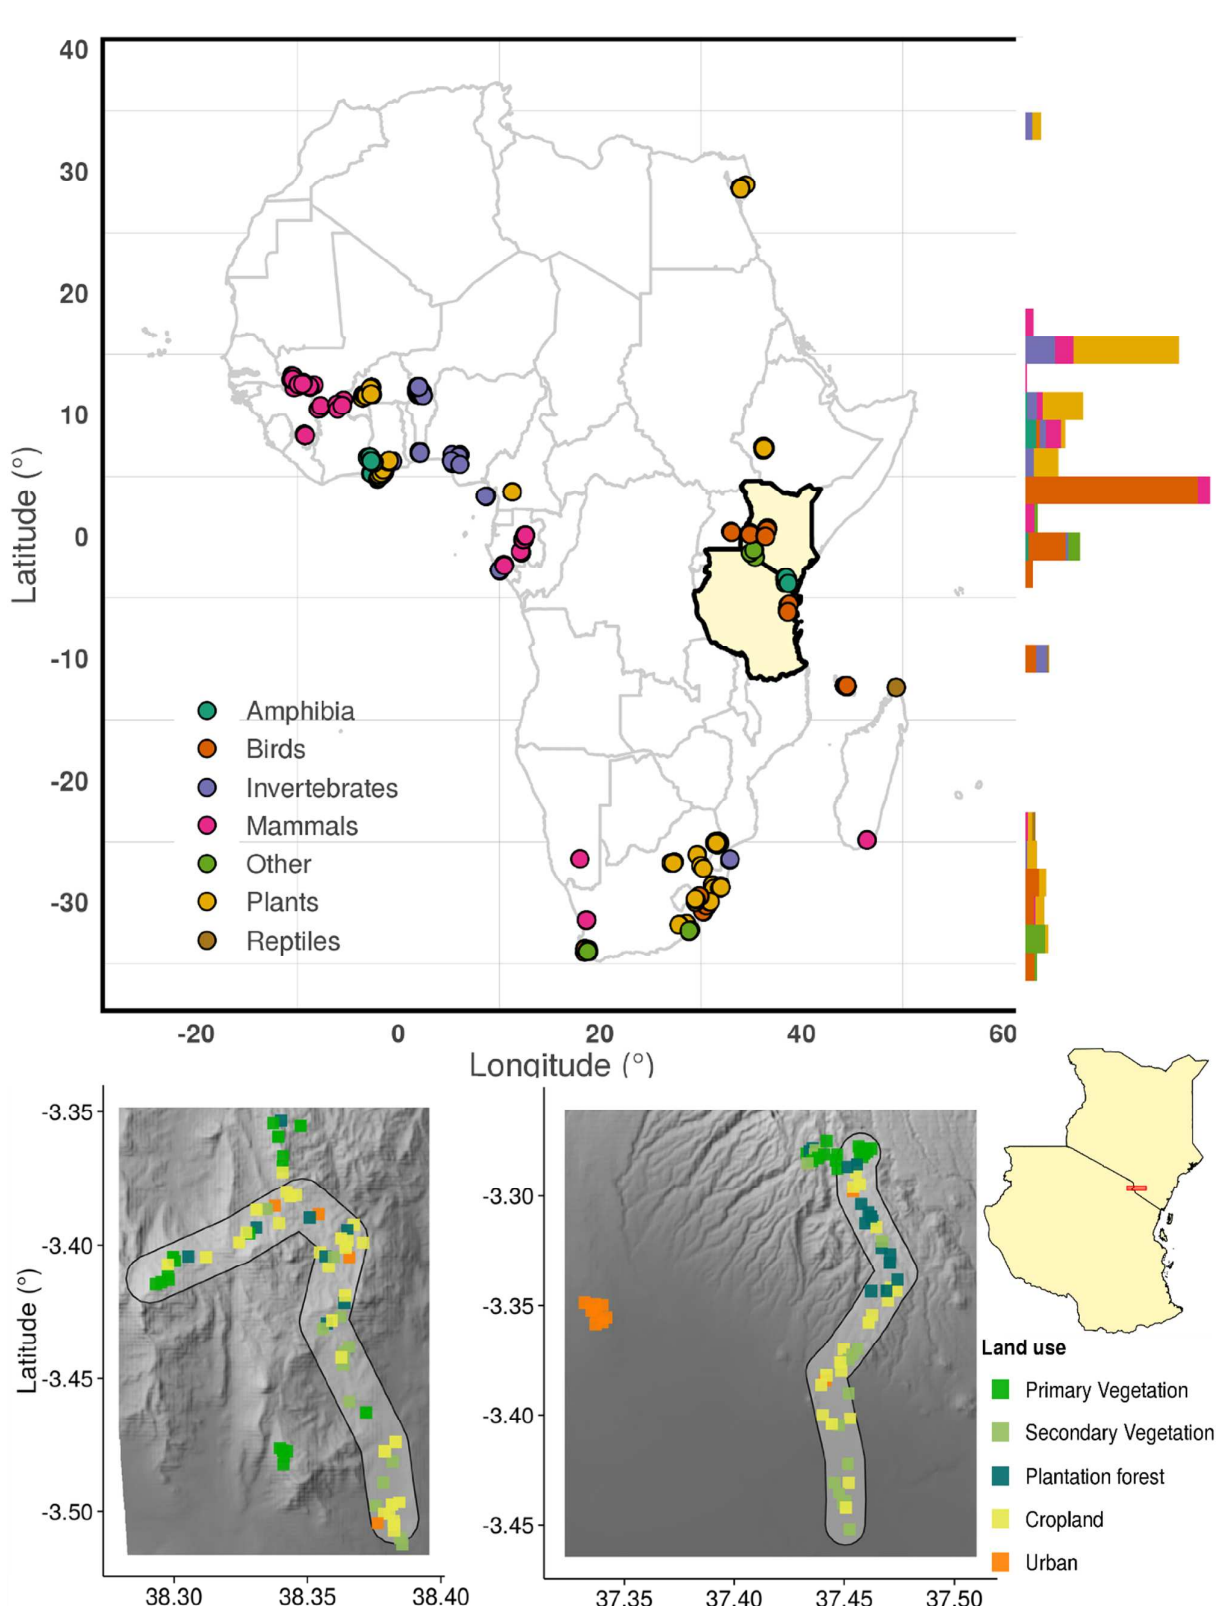 40
30
20
10
0
-10
-20
-30
Latitude (°)
Amphibia
Birds
Invertebrates
Mammals
Other
Plants
Reptiles
-20
0
20
40
60
Longitude (°)
-3.35
-3.40
-3.45
-3.50
Latitude (°)
38.30
38.35
38.40
-3.30
-3.35
-3.40
-3.45
37.35
37.40
37.45
37.50
Land use
Primary Vegetation
Secondary Vegetation
Plantation forest
Cropland
Urban